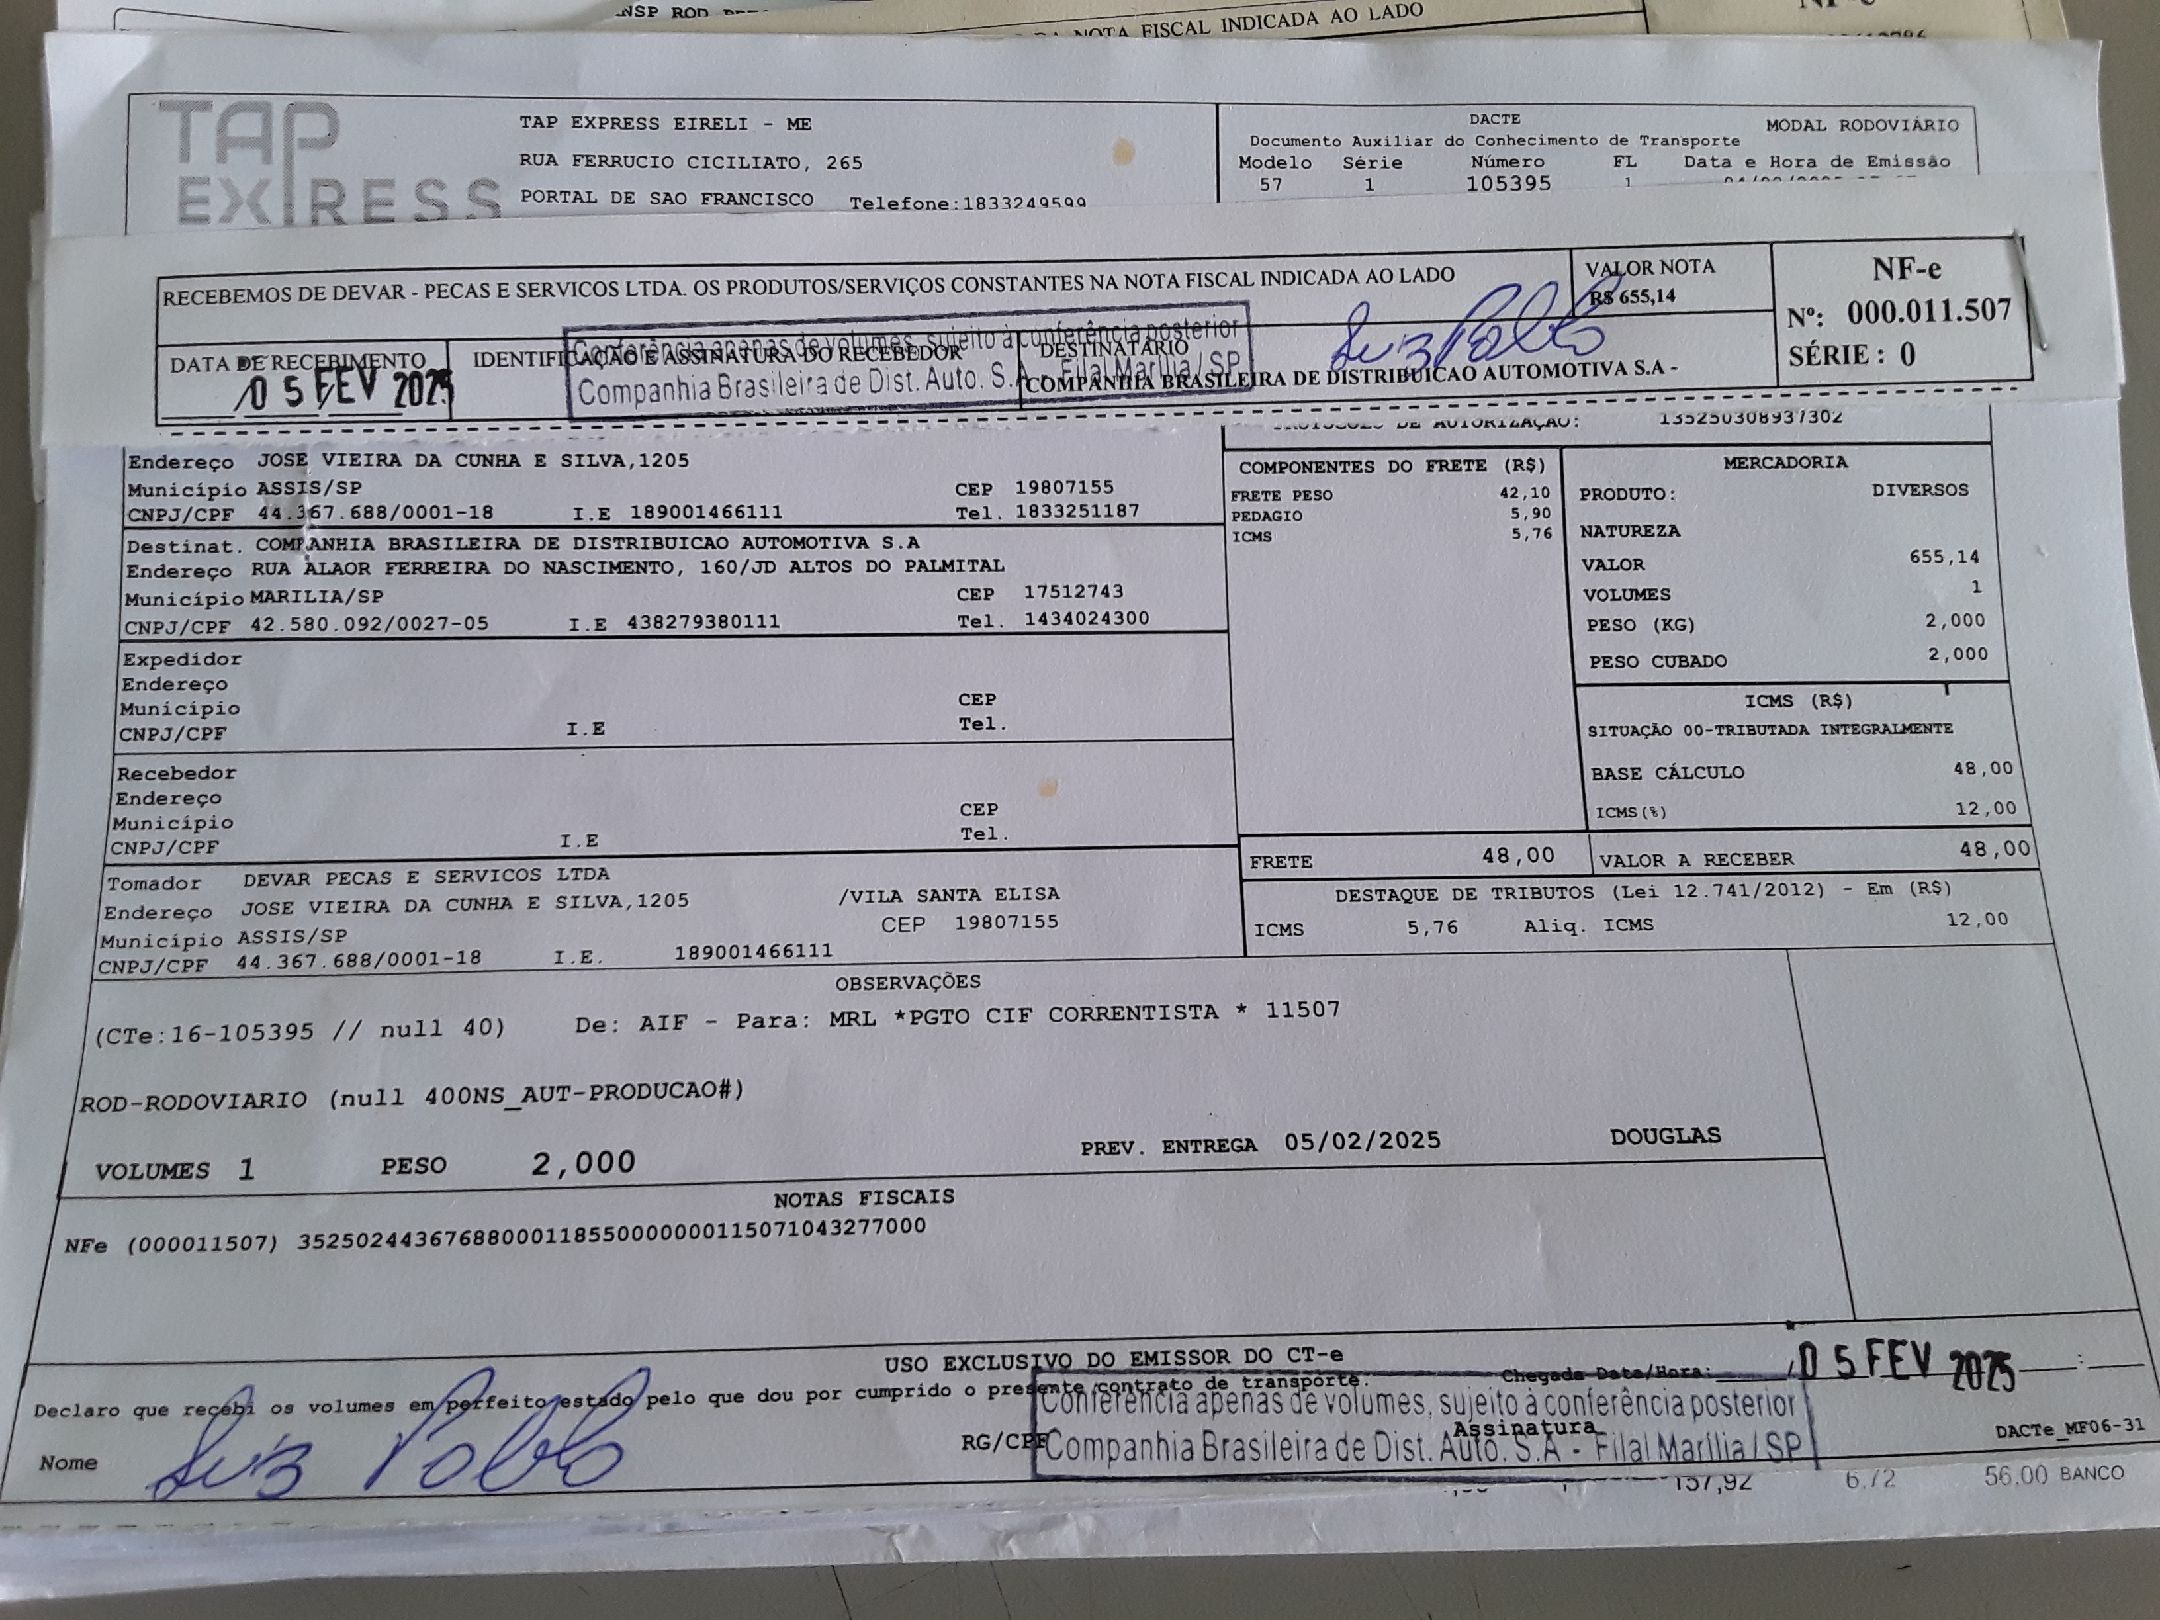 NOTA FISCAL INDICADA AO LADO
TAP EXPRESS
TAP EXPRESS EIRELI - ME
RUA FERRUCIO CICILIATO, 265
PORTAL DE SAO FRANCISCO Telefone:1833249599
DACTE MODAL RODOVIÁRIO
Documento Auxiliar do Conhecimento de Transporte
Modelo Série Número FL Data e Hora de Emissão
57 1 105395 1
RECEBEMOS DE DEVAR - PECAS E SERVICOS LTDA. OS PRODUTOS/SERVIÇOS CONSTANTES NA NOTA FISCAL INDICADA AO LADO
VALOR NOTA
R$ 655,14
NF-e
Nº: 000.011.507
SÉRIE: 0
DATA DE RECEBIMENTO
05 FEV 2025
IDENTIFICAÇÃO E ASSINATURA DO RECEBEDOR
DESTINATÁRIO
COMPANHIA BRASILEIRA DE DISTRIBUICAO AUTOMOTIVA S.A -
Conferência apenas de volumes, sujeito à conferência posterior
Companhia Brasileira de Dist. Auto. S.A - Filal Marília / SP
Luiz Pablo
PROTOCOLO DE AUTORIZAÇÃO: 135250308937302
Endereço JOSE VIEIRA DA CUNHA E SILVA,1205
Município ASSIS/SP CEP 19807155
CNPJ/CPF 44.367.688/0001-18 I.E 189001466111 Tel. 1833251187
Destinat. COMPANHIA BRASILEIRA DE DISTRIBUICAO AUTOMOTIVA S.A
Endereço RUA ALAOR FERREIRA DO NASCIMENTO, 160/JD ALTOS DO PALMITAL
Município MARILIA/SP CEP 17512743
CNPJ/CPF 42.580.092/0027-05 I.E 438279380111 Tel. 1434024300
Expedidor
Endereço
Município CEP
CNPJ/CPF I.E Tel.
Recebedor
Endereço
Município CEP
CNPJ/CPF I.E Tel.
Tomador DEVAR PECAS E SERVICOS LTDA
Endereço JOSE VIEIRA DA CUNHA E SILVA,1205 /VILA SANTA ELISA
Município ASSIS/SP CEP 19807155
CNPJ/CPF 44.367.688/0001-18 I.E. 189001466111
COMPONENTES DO FRETE (R$)
FRETE PESO 42,10
PEDAGIO 5,90
ICMS 5,76
MERCADORIA
PRODUTO: DIVERSOS
NATUREZA
VALOR 655,14
VOLUMES 1
PESO (KG) 2,000
PESO CUBADO 2,000
ICMS (R$)
SITUAÇÃO 00-TRIBUTADA INTEGRALMENTE
BASE CÁLCULO 48,00
ICMS(%) 12,00
FRETE 48,00 VALOR A RECEBER 48,00
DESTAQUE DE TRIBUTOS (Lei 12.741/2012) - Em (R$)
ICMS 5,76 Aliq. ICMS 12,00
OBSERVAÇÕES
(CTe:16-105395 // null 40) De: AIF - Para: MRL *PGTO CIF CORRENTISTA * 11507
ROD-RODOVIARIO (null 400NS_AUT-PRODUCAO#)
VOLUMES 1 PESO 2,000 PREV. ENTREGA 05/02/2025 DOUGLAS
NOTAS FISCAIS
NFe (000011507) 35250244367688000118550000000115071043277000
USO EXCLUSIVO DO EMISSOR DO CT-e
Declaro que recebi os volumes em perfeito estado pelo que dou por cumprido o presente contrato de transporte.
Chegada Data/Hora: 05 FEV 2025 :
Nome Luiz Pablo RG/CPF Assinatura
Conferência apenas de volumes, sujeito à conferência posterior
Companhia Brasileira de Dist. Auto. S.A - Filal Marília / SP
DACTe_MF06-31
157,92 6,72 56,00 BANCO